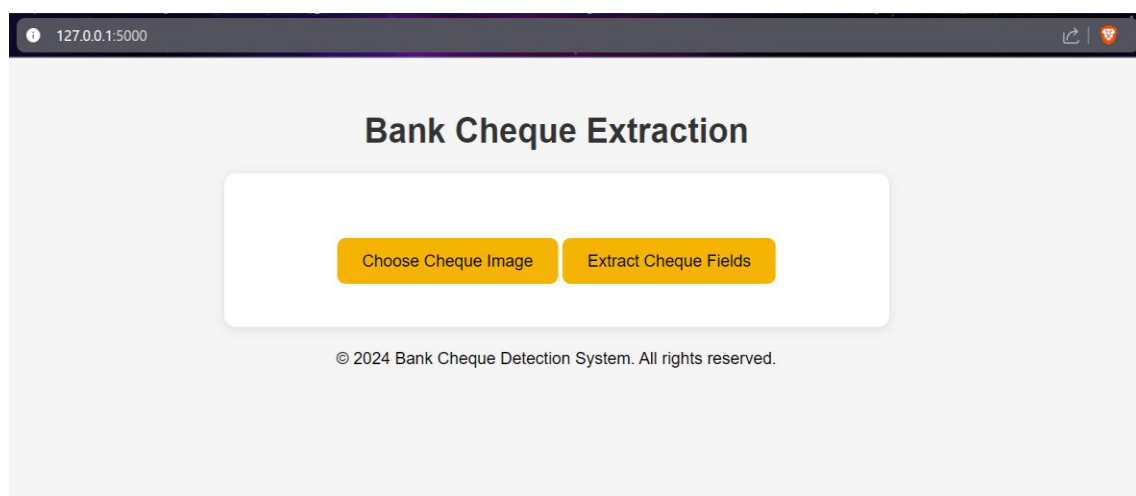 127.0.0.1:5000
Bank Cheque Extraction
Choose Cheque Image Extract Cheque Fields
© 2024 Bank Cheque Detection System. All rights reserved.